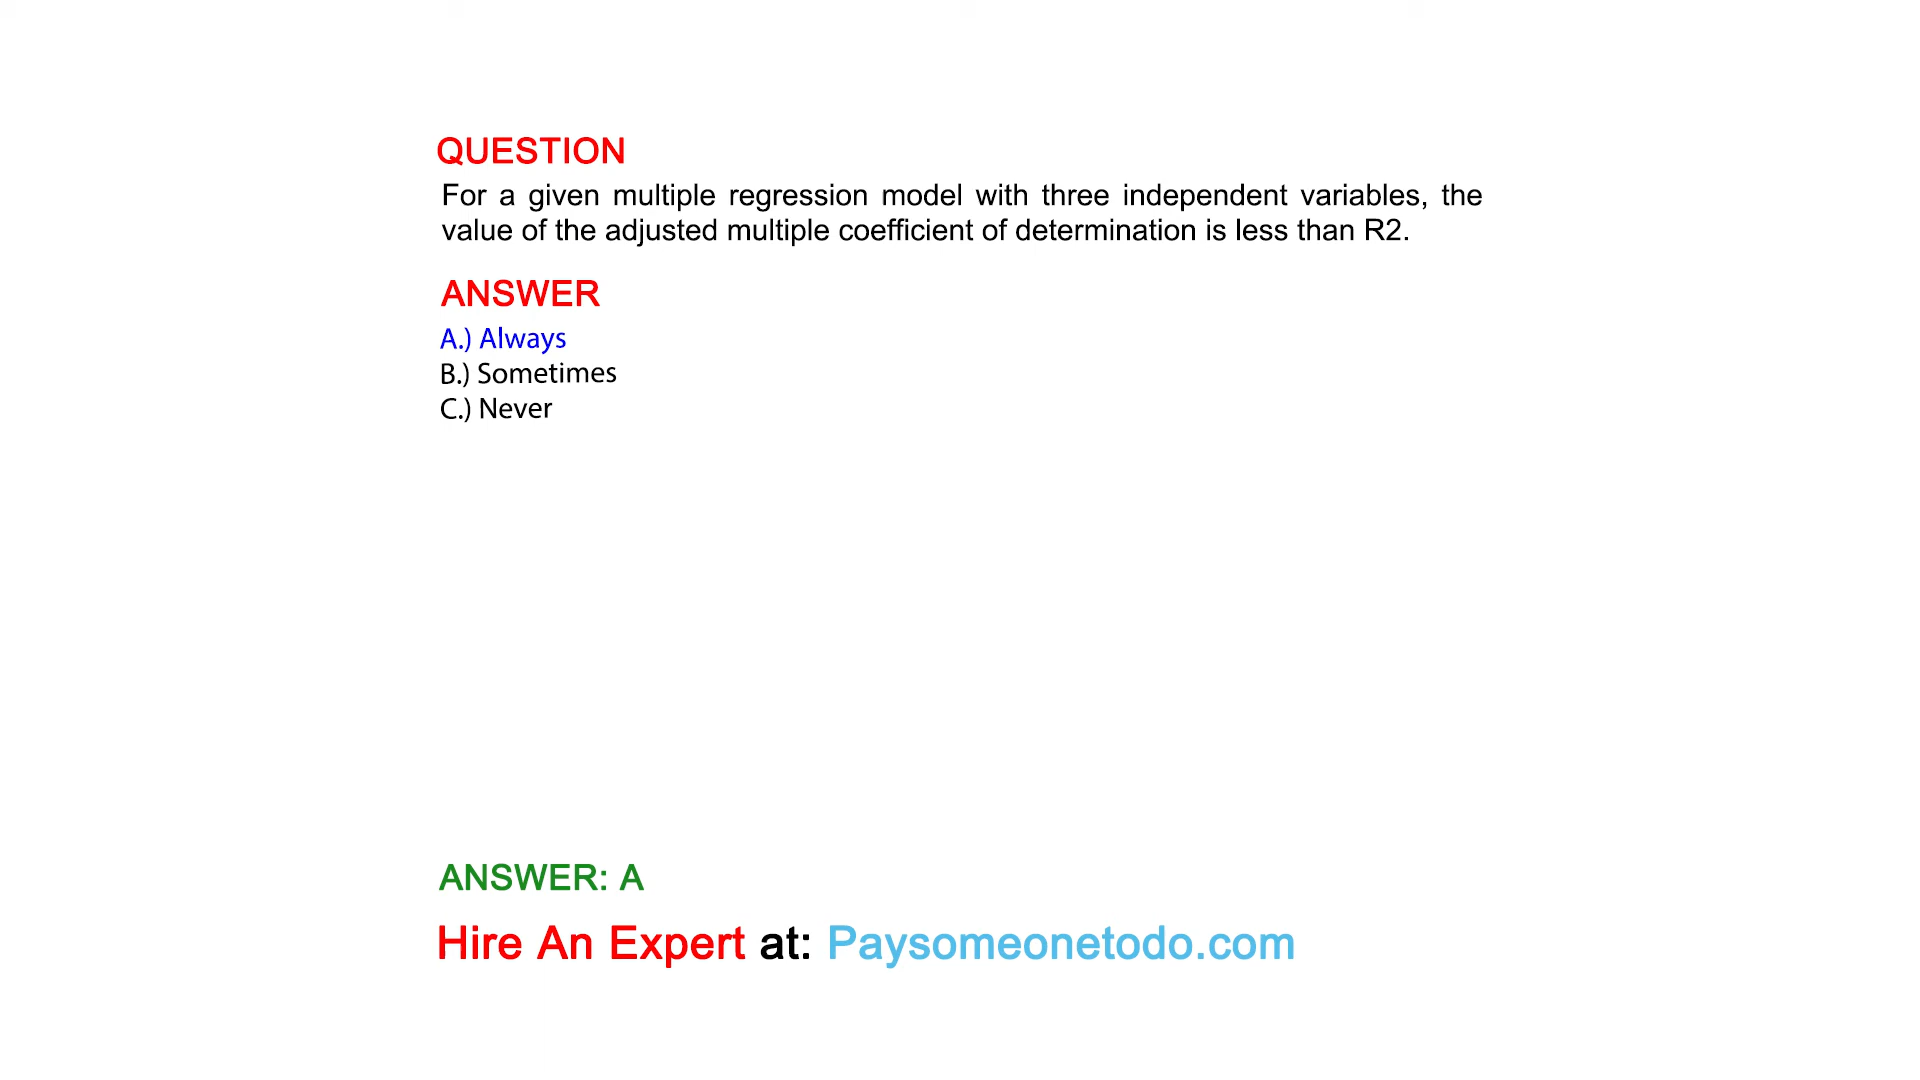 QUESTION
For a given multiple regression model with three independent variables, the
value of the adjusted multiple coefficient of determination is less than R2.
ANSWER
A.) Always
B.) Sometimes
C.) Never
ANSWER: A
Hire An Expert at: Paysomeonetodo.com